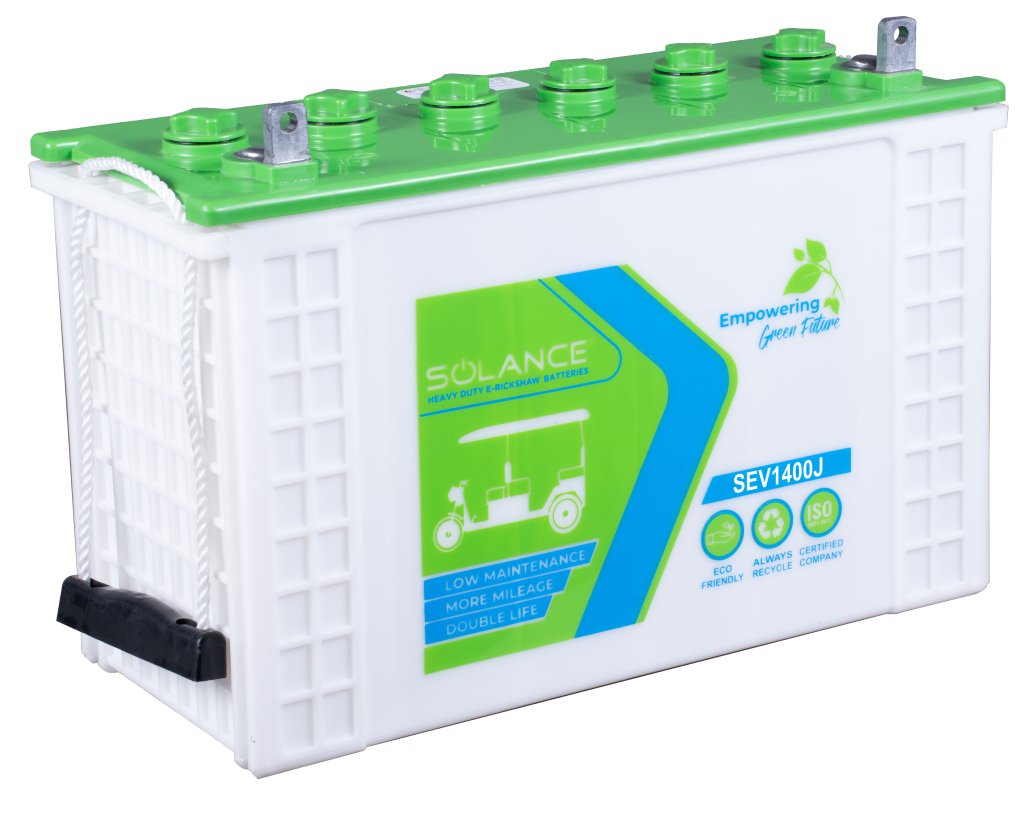 SOLANCE
HEAVY DUTY E-RICKSHAW BATTERIES
LOW MAINTENANCE
MORE MILEAGE
DOUBLE LIFE
Empowering
Green Future
SEV1400J
ISO
ECO
FRIENDLY
ALWAYS
RECYCLE
CERTIFIED
COMPANY